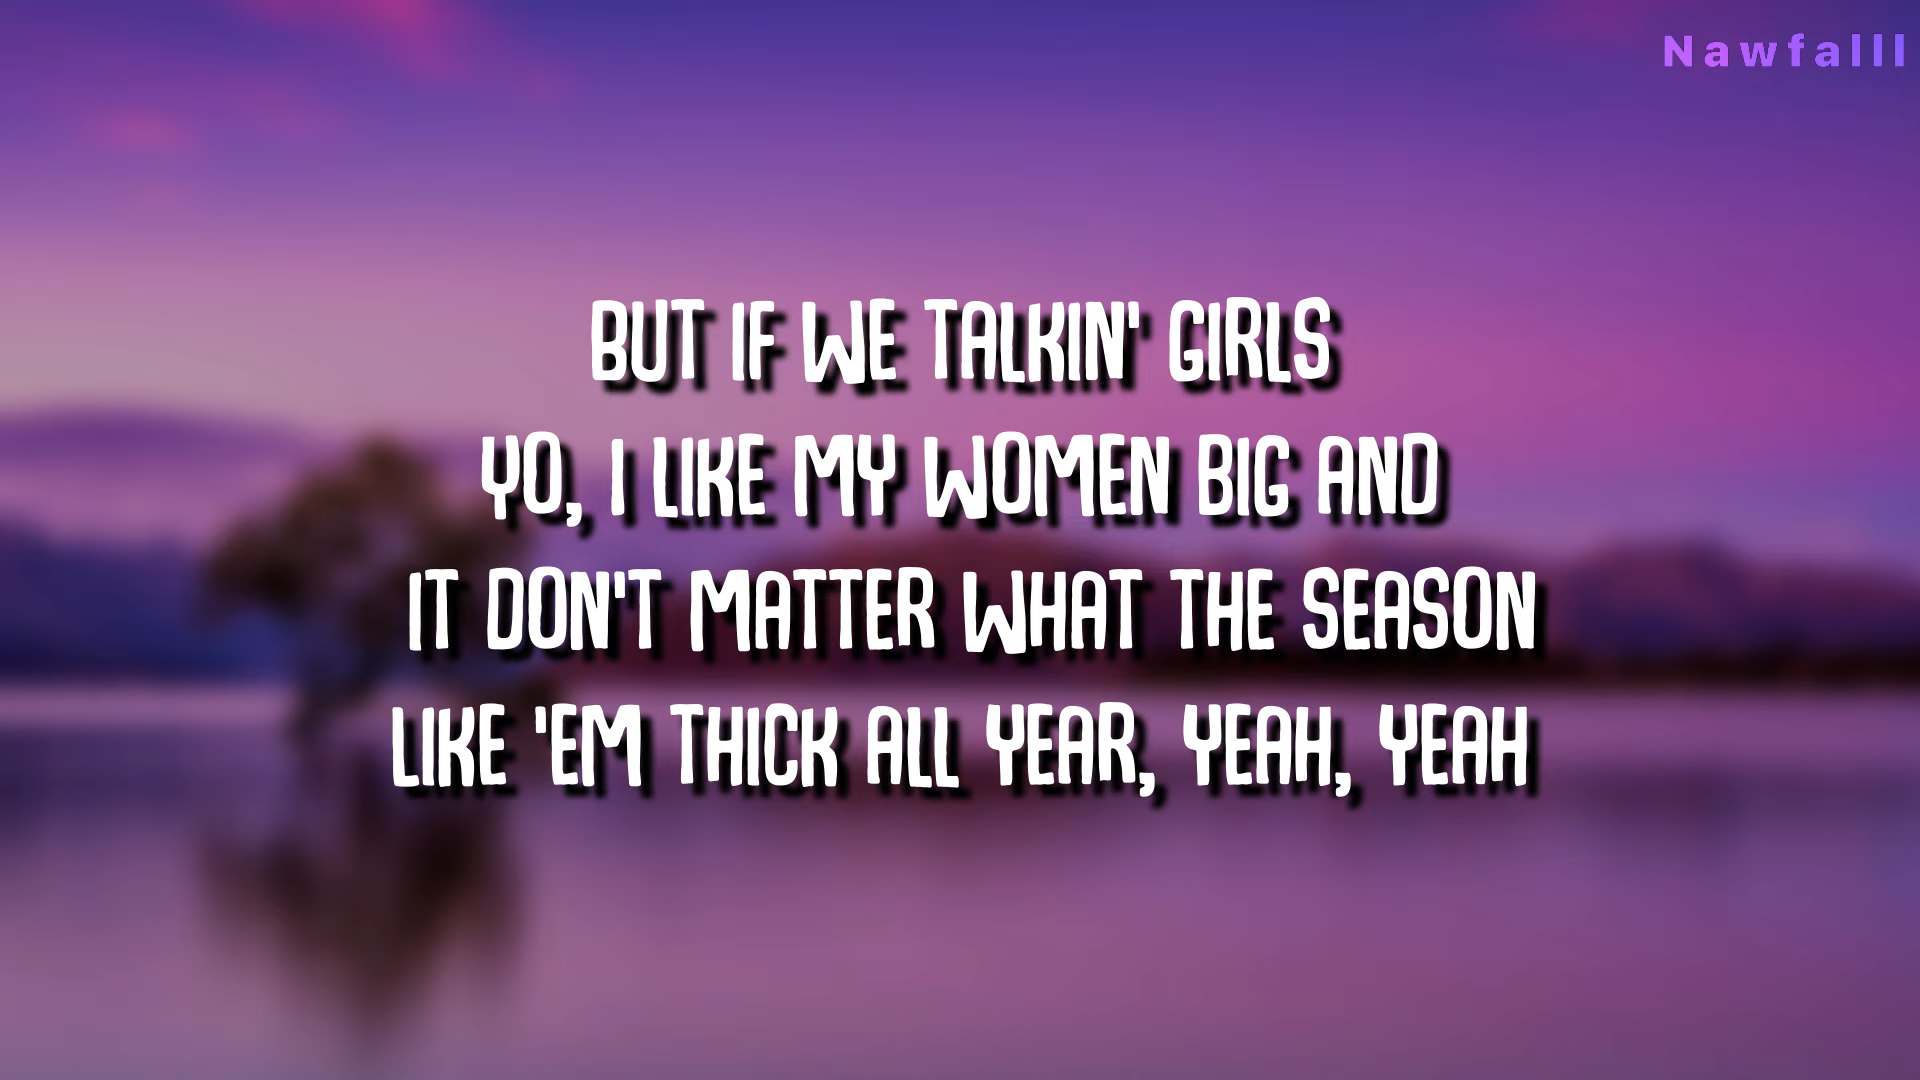 Nawfalll
BUT IF WE TALKIN' GIRLS
YO, I LIKE MY WOMEN BIG AND
IT DON'T MATTER WHAT THE SEASON
LIKE 'EM THICK ALL YEAR, YEAH, YEAH